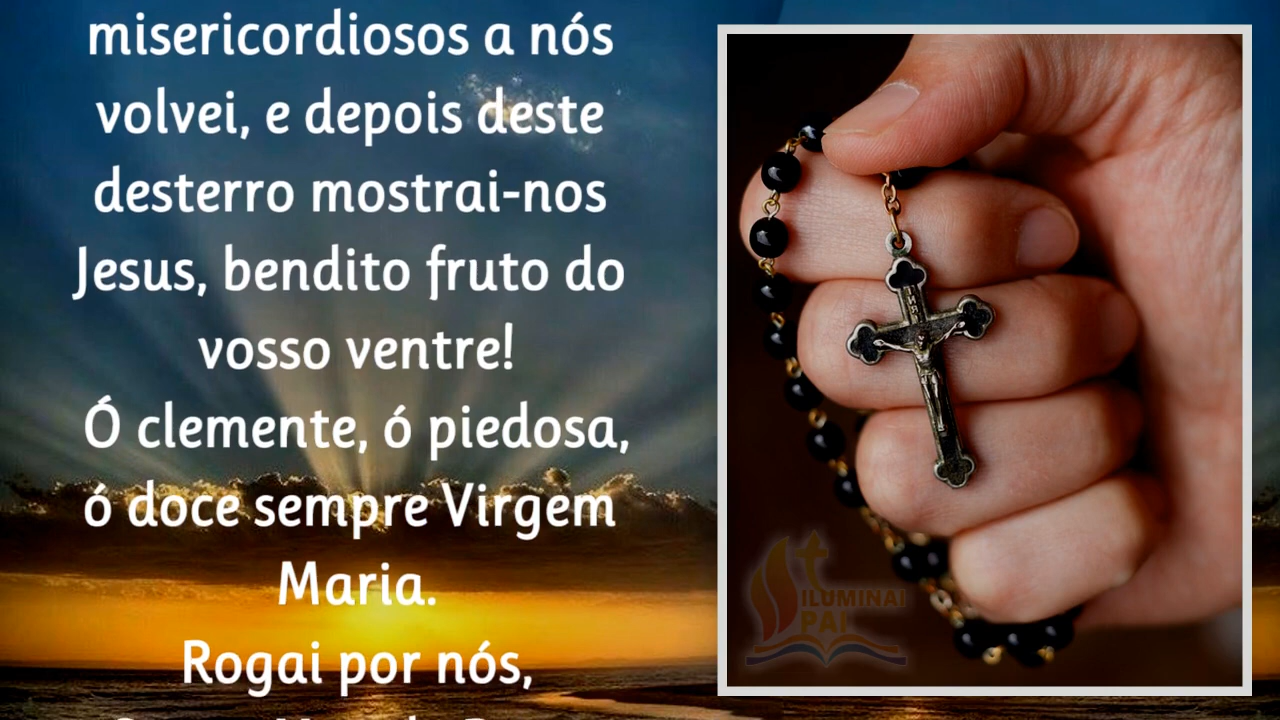 misericordiosos a nós
volvei, e depois deste
desterro mostrai-nos
Jesus, bendito fruto do
vosso ventre!
Ó clemente, ó piedosa,
ó doce sempre Virgem
Maria.
Rogai por nós,
ILUMINAI
PAI